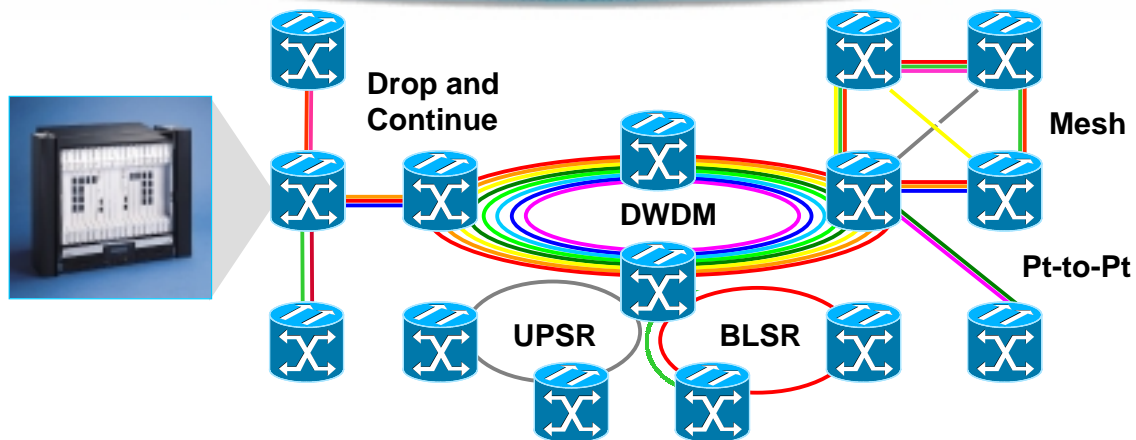 Drop and
Continue
Mesh
DWDM
Pt-to-Pt
UPSR
BLSR